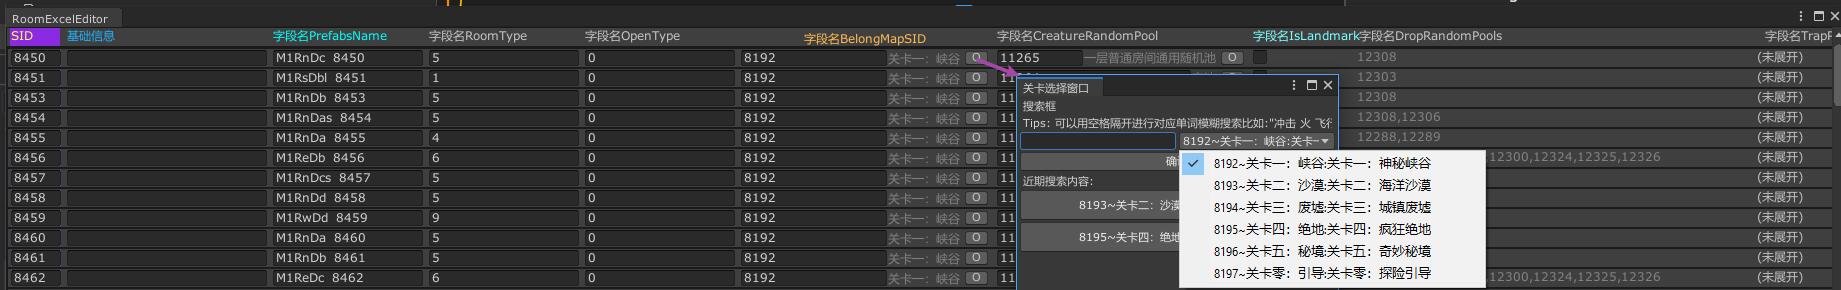 RoomExcelEditor
SID 基础信息 字段名PrefabsName 字段名RoomType 字段名OpenType 字段名BelongMapSID 字段名CreatureRandomPool 字段名IsLandmark 字段名DropRandomPools 字段名TrapR
8450 M1RnDc 8450 5 0 8192 关卡一：峡谷 O 11265 一层普通房间通用随机池 O 12308 (未展开)
8451 M1RsDbl 8451 1 0 8192 关卡一：峡谷 O 12303 (未展开)
8453 M1RnDb 8453 5 0 8192 关卡一：峡谷 O 11 12308 (未展开)
8454 M1RnDas 8454 5 0 8192 关卡一：峡谷 O 11 12308,12306 (未展开)
8455 M1RnDa 8455 4 0 8192 关卡一：峡谷 O 11 12288,12289 (未展开)
8456 M1ReDb 8456 6 0 8192 关卡一：峡谷 O 11 ,12300,12324,12325,12326 (未展开)
8457 M1RnDcs 8457 5 0 8192 关卡一：峡谷 O 11 (未展开)
8458 M1RnDd 8458 5 0 8192 关卡一：峡谷 O 11 (未展开)
8459 M1RwDd 8459 9 0 8192 关卡一：峡谷 O 11 (未展开)
8460 M1RnDa 8460 5 0 8192 关卡一：峡谷 O 11 (未展开)
8461 M1RnDb 8461 5 0 8192 关卡一：峡谷 O 11 (未展开)
8462 M1ReDc 8462 6 0 8192 关卡一：峡谷 O 11 ,12300,12324,12325,12326 (未展开)
关卡选择窗口
搜索框
Tips: 可以用空格隔开进行对应单词模糊搜索比如:"冲击 火 飞行
8192~关卡一：峡谷:关卡一
近期搜索内容:
8193~关卡二：沙漠
8195~关卡四：绝地
8192~关卡一：峡谷:关卡一：神秘峡谷
8193~关卡二：沙漠:关卡二：海洋沙漠
8194~关卡三：废墟:关卡三：城镇废墟
8195~关卡四：绝地:关卡四：疯狂绝地
8196~关卡五：秘境:关卡五：奇妙秘境
8197~关卡零：引导:关卡零：探险引导